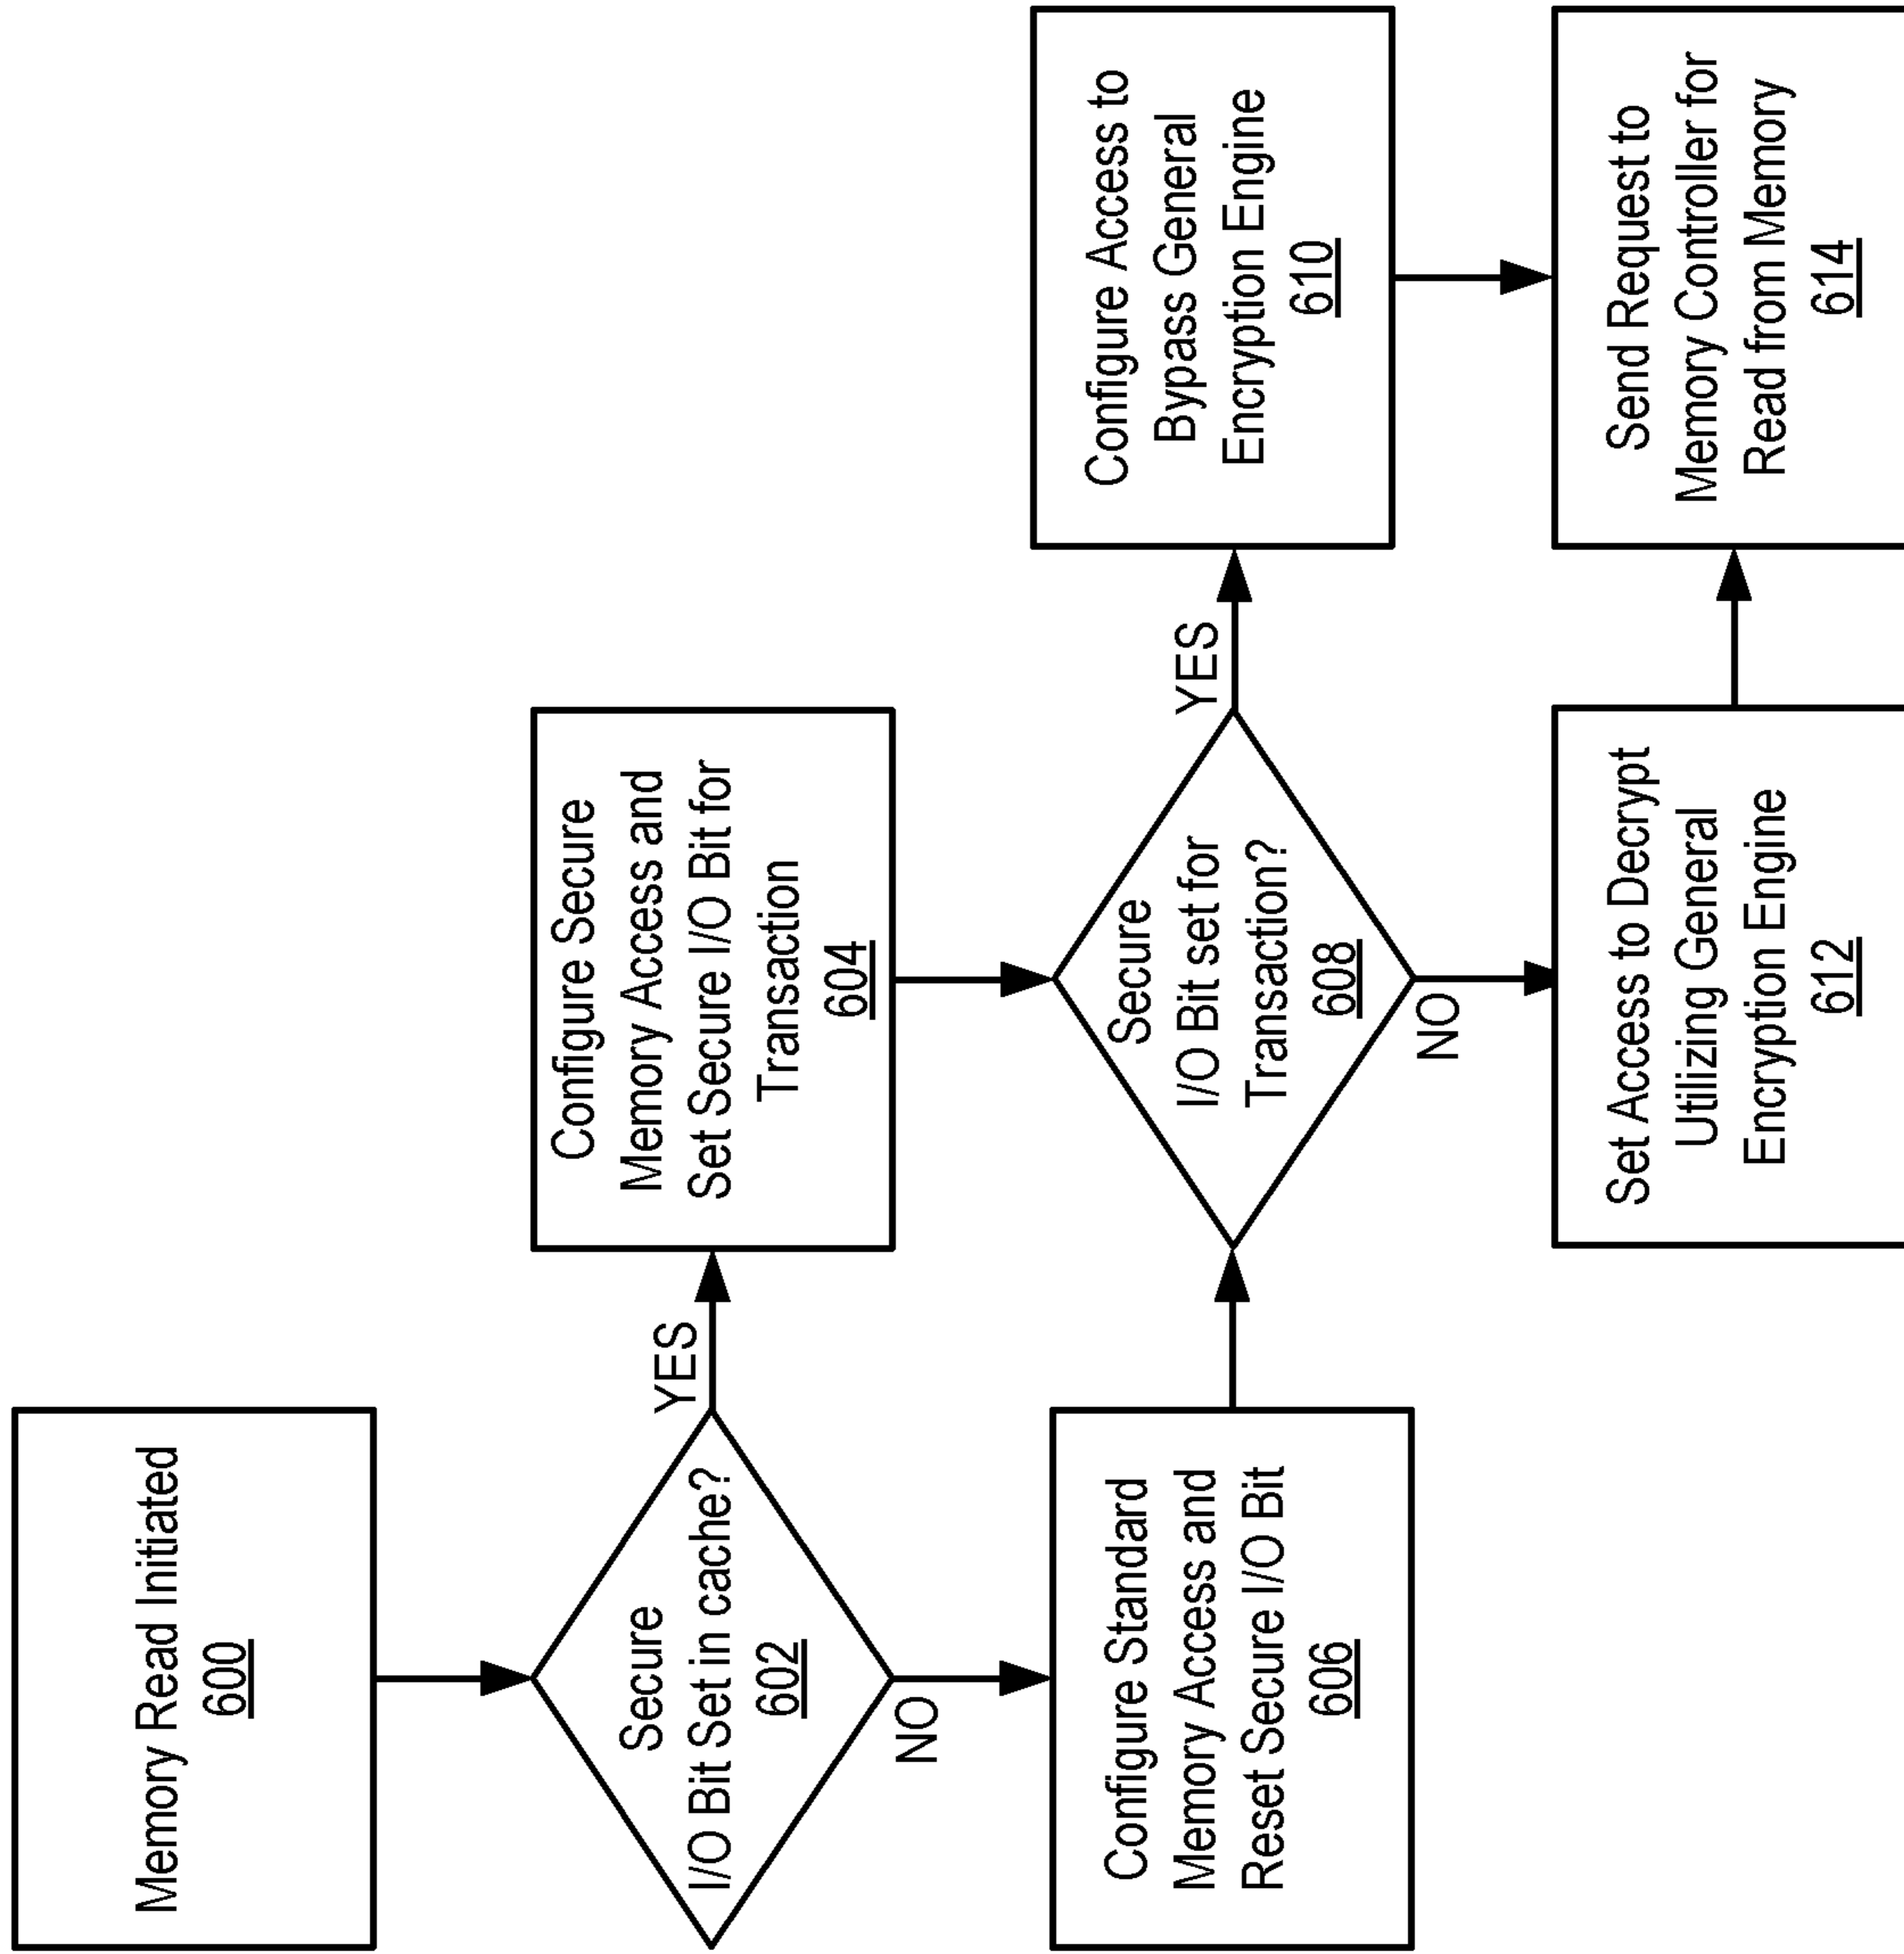 Memory Read Initiated
600
Secure
I/O Bit Set in cache?
602
YES
NO
Configure Secure
Memory Access and
Set Secure I/O Bit for
Transaction
604
Configure Standard
Memory Access and
Reset Secure I/O Bit
606
Secure
I/O Bit set for
Transaction?
608
YES
NO
Configure Access to
Bypass General
Encryption Engine
610
Set Access to Decrypt
Utilizing General
Encryption Engine
612
Send Request to
Memory Controller for
Read from Memory
614